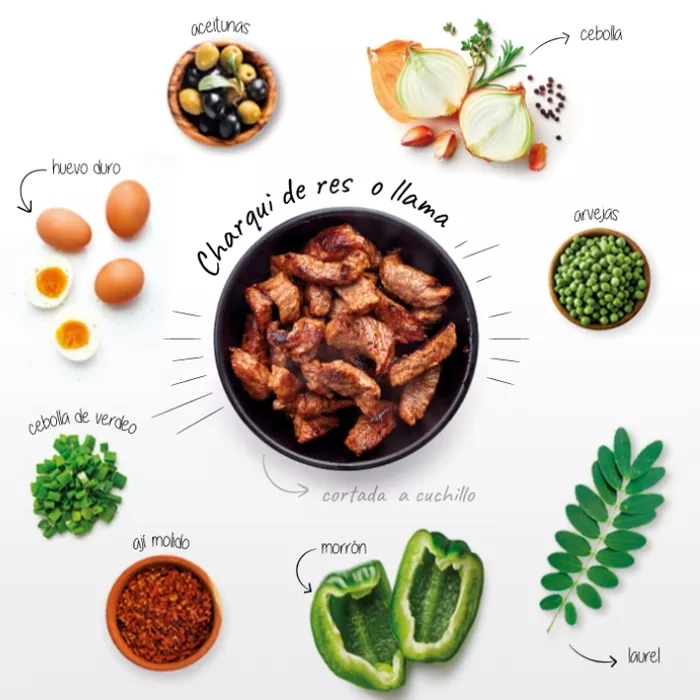 aceitunas
cebolla
huevo duro
Charqui de res o llama
arvejas
cebolla de verdeo
cortada a cuchillo
ají molido
morrón
laurel